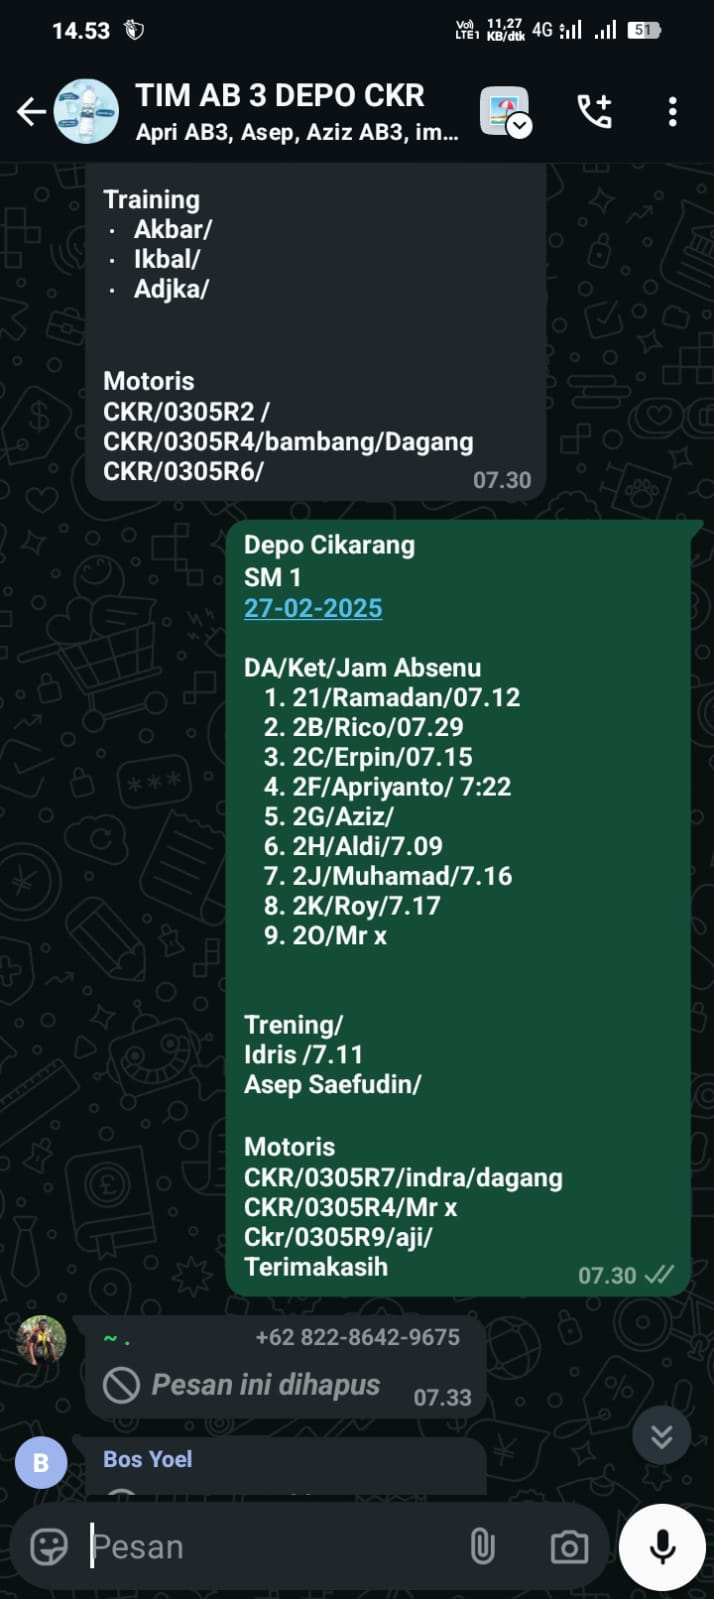 14.53
Vo) LTE1 11,27 KB/dtk 4G 51
TIM AB 3 DEPO CKR
Apri AB3, Asep, Aziz AB3, im...
Training
· Akbar/
· Ikbal/
· Adjka/
Motoris
CKR/0305R2 /
CKR/0305R4/bambang/Dagang
CKR/0305R6/
07.30
Depo Cikarang
SM 1
27-02-2025
DA/Ket/Jam Absenu
1. 21/Ramadan/07.12
2. 2B/Rico/07.29
3. 2C/Erpin/07.15
4. 2F/Apriyanto/ 7:22
5. 2G/Aziz/
6. 2H/Aldi/7.09
7. 2J/Muhamad/7.16
8. 2K/Roy/7.17
9. 2O/Mr x
Trening/
Idris /7.11
Asep Saefudin/
Motoris
CKR/0305R7/indra/dagang
CKR/0305R4/Mr x
Ckr/0305R9/aji/
Terimakasih
07.30
~ . +62 822-8642-9675
Pesan ini dihapus
07.33
B
Bos Yoel
Pesan